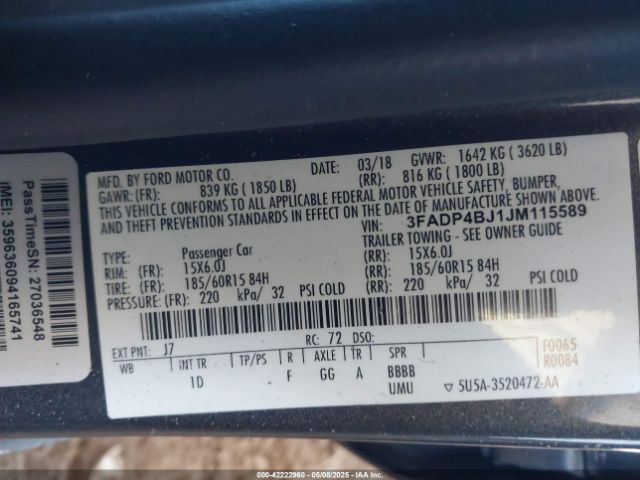 MFD. BY FORD MOTOR CO.
DATE: 03/18
GVWR: 1642 KG ( 3620 LB)
GAWR: (FR): 839 KG ( 1850 LB)
(RR): 816 KG ( 1800 LB)
THIS VEHICLE CONFORMS TO ALL APPLICABLE FEDERAL MOTOR VEHICLE SAFETY, BUMPER,
AND THEFT PREVENTION STANDARDS IN EFFECT ON THE DATE OF MANUFACTURE SHOWN ABOVE.
VIN: 3FADP4BJ1JM115589
TYPE: Passenger Car
TRAILER TOWING - SEE OWNER GUIDE
RIM: (FR): 15X6.0J (RR): 15X6.0J
TIRE: (FR): 185/60R15 84H (RR): 185/60R15 84H
PRESSURE: (FR): 220 kPa/ 32 PSI COLD (RR): 220 kPa/ 32 PSI COLD
EXT PNT: J7 RC: 72 DSO:
F0065
R0084
WB INT TR TP/PS R AXLE TR SPR
1D F GG A BBBB
UMU ▽ 5U5A-3520472-AA
PassTimeSN: 27036548
IMEI: 359636094165741
000-42222960 - 05/08/2025 - IAAI.COM